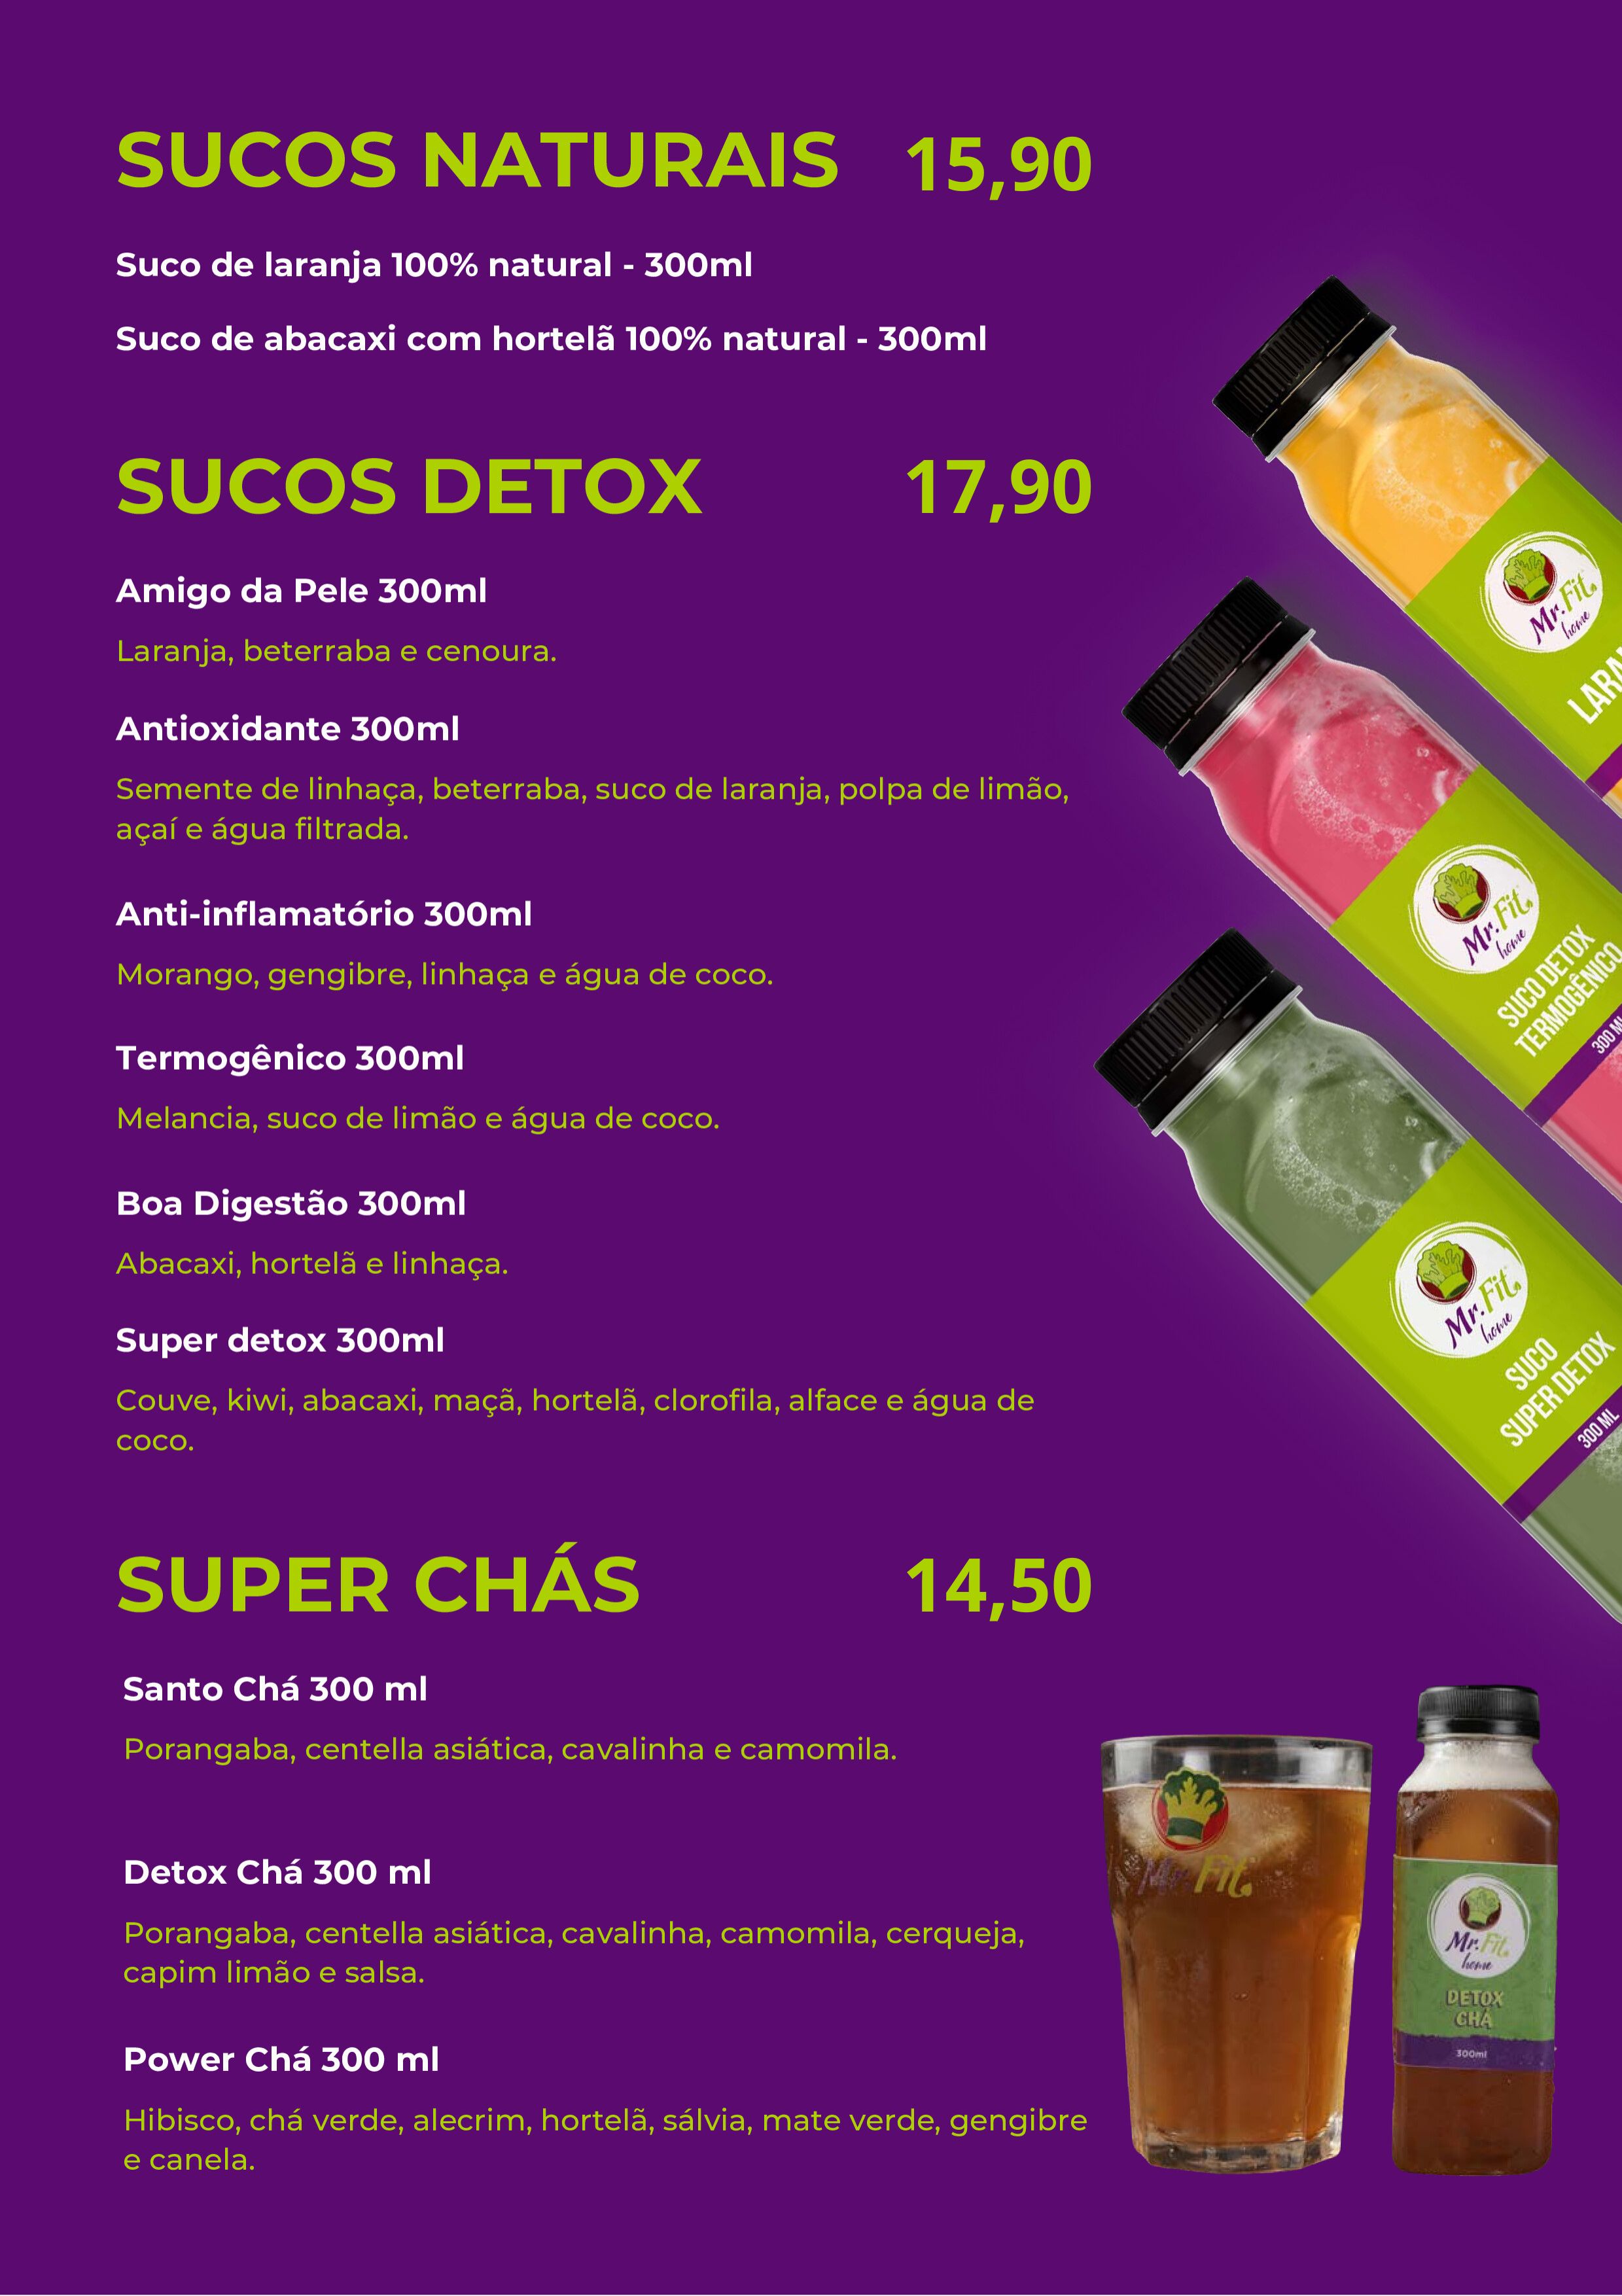 SUCOS NATURAIS 15,90
Suco de laranja 100% natural - 300ml
Suco de abacaxi com hortelã 100% natural - 300ml
SUCOS DETOX 17,90
Amigo da Pele 300ml
Laranja, beterraba e cenoura.
Antioxidante 300ml
Semente de linhaça, beterraba, suco de laranja, polpa de limão,
açaí e água filtrada.
Anti-inflamatório 300ml
Morango, gengibre, linhaça e água de coco.
Termogênico 300ml
Melancia, suco de limão e água de coco.
Boa Digestão 300ml
Abacaxi, hortelã e linhaça.
Super detox 300ml
Couve, kiwi, abacaxi, maçã, hortelã, clorofila, alface e água de
coco.
SUPER CHÁS 14,50
Santo Chá 300 ml
Porangaba, centella asiática, cavalinha e camomila.
Detox Chá 300 ml
Porangaba, centella asiática, cavalinha, camomila, cerqueja,
capim limão e salsa.
Power Chá 300 ml
Hibisco, chá verde, alecrim, hortelã, sálvia, mate verde, gengibre
e canela.
Mr. Fit
home
Mr. Fit
home
SUCO DETOX
TERMOGÊNICO
300 ML
Mr. Fit
home
SUCO
SUPER DETOX
300 ML
Mr. Fit
Mr. Fit
home
DETOX
CHÁ
300ml